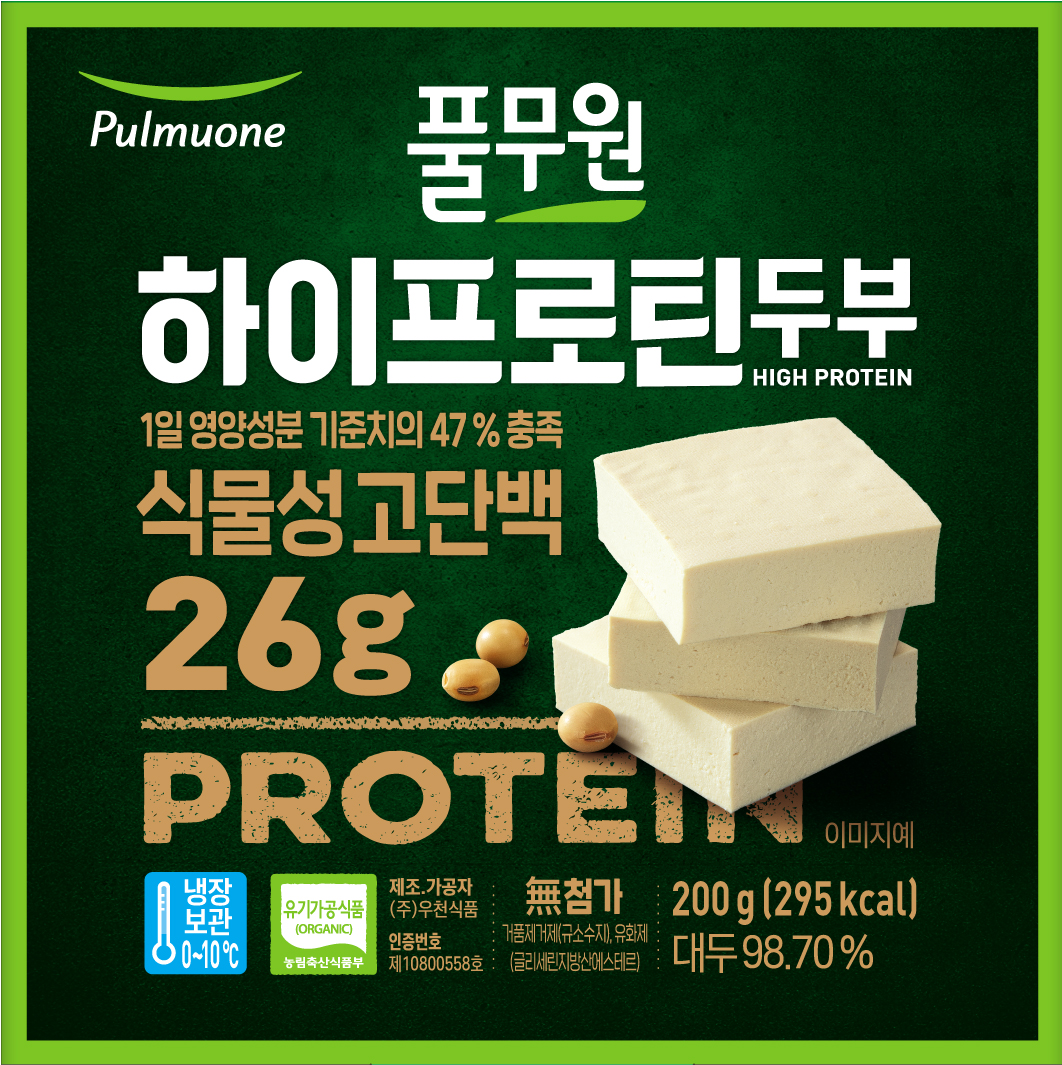 Pulmuone
풀무원
하이프로틴두부
HIGH PROTEIN
1일 영양성분 기준치의 47 % 충족
식물성 고단백
26g
PROTEIN
이미지예
냉장
보관
0~10℃
유기가공식품
(ORGANIC)
농림축산식품부
제조.가공자
(주)우천식품
인증번호
제10800558호
無첨가
거품제거제(규소수지), 유화제
(글리세린지방산에스테르)
200 g (295 kcal)
대두 98.70 %